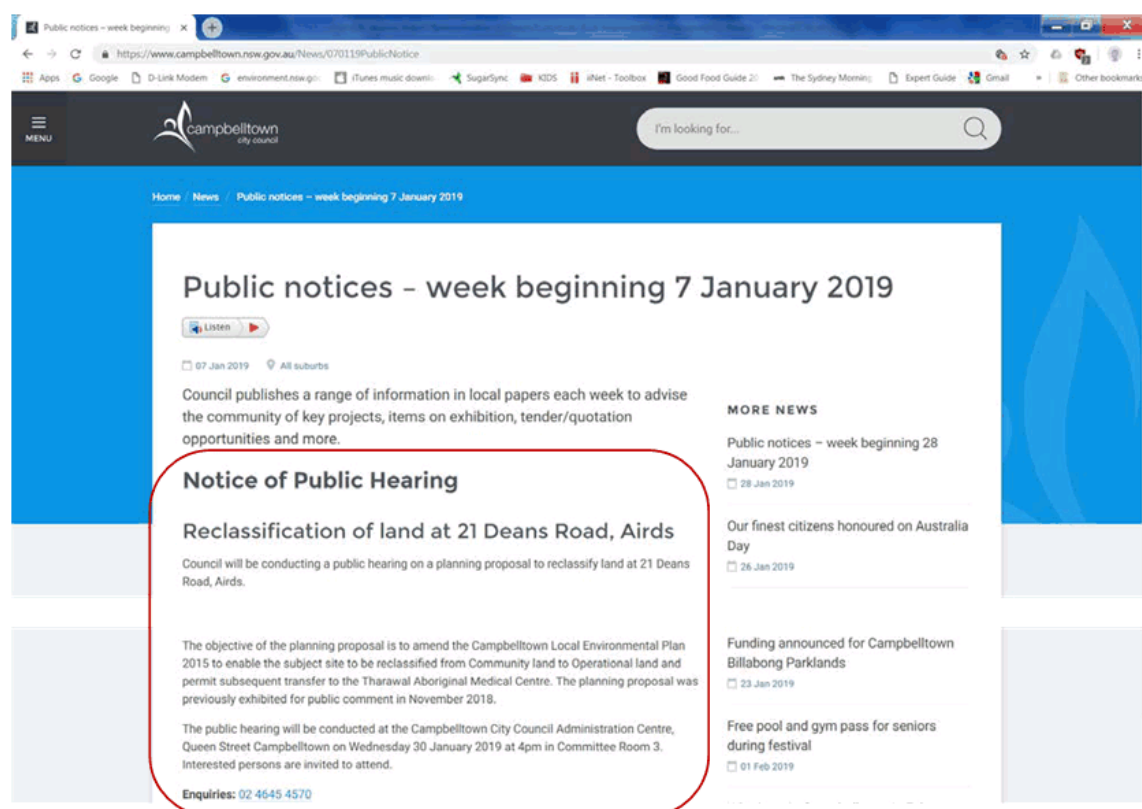 Public notices – week beginning
https://www.campbelltown.nsw.gov.au/News/070119PublicNotice
Apps Google D-Link Modem environment.nsw.go iTunes music downlo SugarSync KIDS iiNet - Toolbox Good Food Guide 20 The Sydney Morning Expert Guide Gmail » Other bookmarks
MENU
campbelltown
city council
I'm looking for...
Home / News / Public notices – week beginning 7 January 2019
Public notices – week beginning 7 January 2019
Listen
07 Jan 2019 All suburbs
Council publishes a range of information in local papers each week to advise
the community of key projects, items on exhibition, tender/quotation
opportunities and more.
Notice of Public Hearing
Reclassification of land at 21 Deans Road, Airds
Council will be conducting a public hearing on a planning proposal to reclassify land at 21 Deans
Road, Airds.
The objective of the planning proposal is to amend the Campbelltown Local Environmental Plan
2015 to enable the subject site to be reclassified from Community land to Operational land and
permit subsequent transfer to the Tharawal Aboriginal Medical Centre. The planning proposal was
previously exhibited for public comment in November 2018.
The public hearing will be conducted at the Campbelltown City Council Administration Centre,
Queen Street Campbelltown on Wednesday 30 January 2019 at 4pm in Committee Room 3.
Interested persons are invited to attend.
Enquiries: 02 4645 4570
MORE NEWS
Public notices – week beginning 28
January 2019
28 Jan 2019
Our finest citizens honoured on Australia
Day
26 Jan 2019
Funding announced for Campbelltown
Billabong Parklands
23 Jan 2019
Free pool and gym pass for seniors
during festival
01 Feb 2019